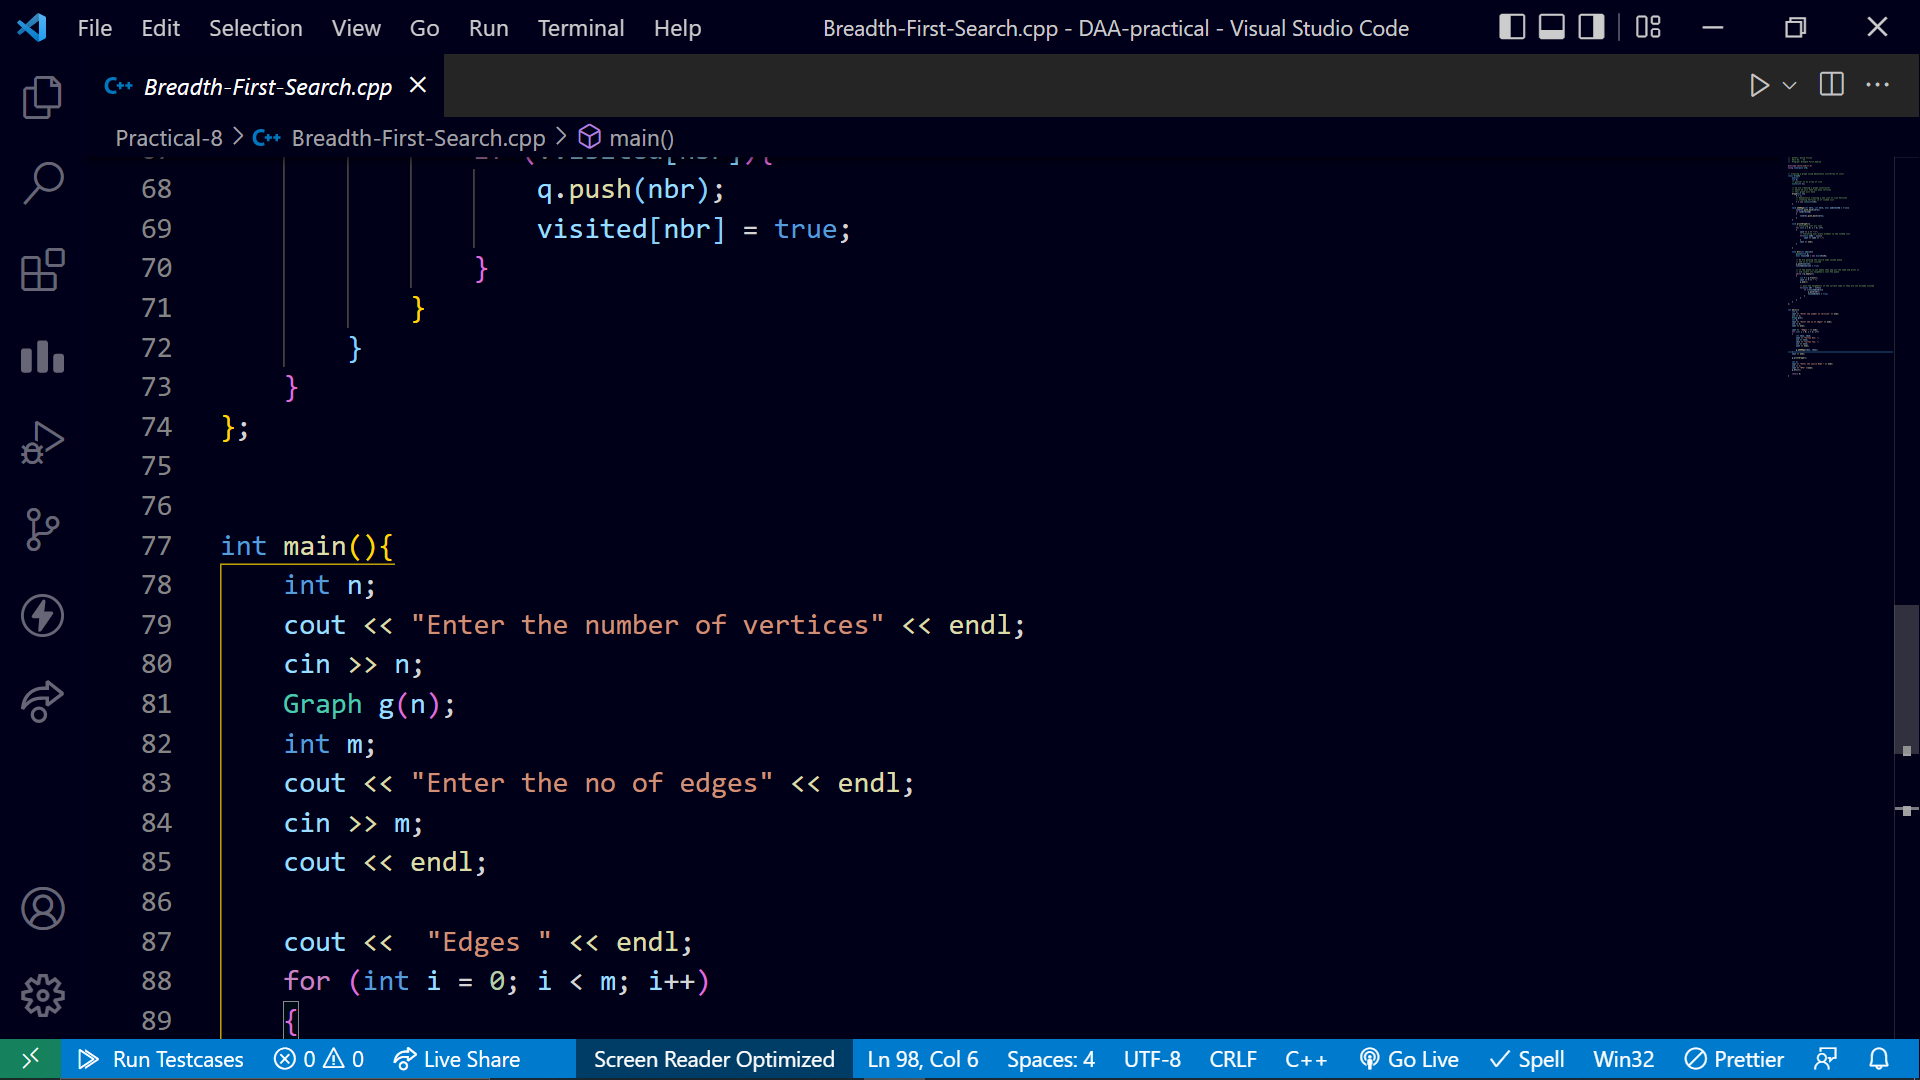 File Edit Selection View Go Run Terminal Help Breadth-First-Search.cpp - DAA-practical - Visual Studio Code
C++ Breadth-First-Search.cpp
Practical-8 > C++ Breadth-First-Search.cpp > main()
68 q.push(nbr);
69 visited[nbr] = true;
70 }
71 }
72 }
73 }
74 };
75
76
77 int main(){
78 int n;
79 cout << "Enter the number of vertices" << endl;
80 cin >> n;
81 Graph g(n);
82 int m;
83 cout << "Enter the no of edges" << endl;
84 cin >> m;
85 cout << endl;
86
87 cout <<  "Edges " << endl;
88 for (int i = 0; i < m; i++)
89 {
Run Testcases 0 0 Live Share Screen Reader Optimized Ln 98, Col 6 Spaces: 4 UTF-8 CRLF C++ Go Live Spell Win32 Prettier